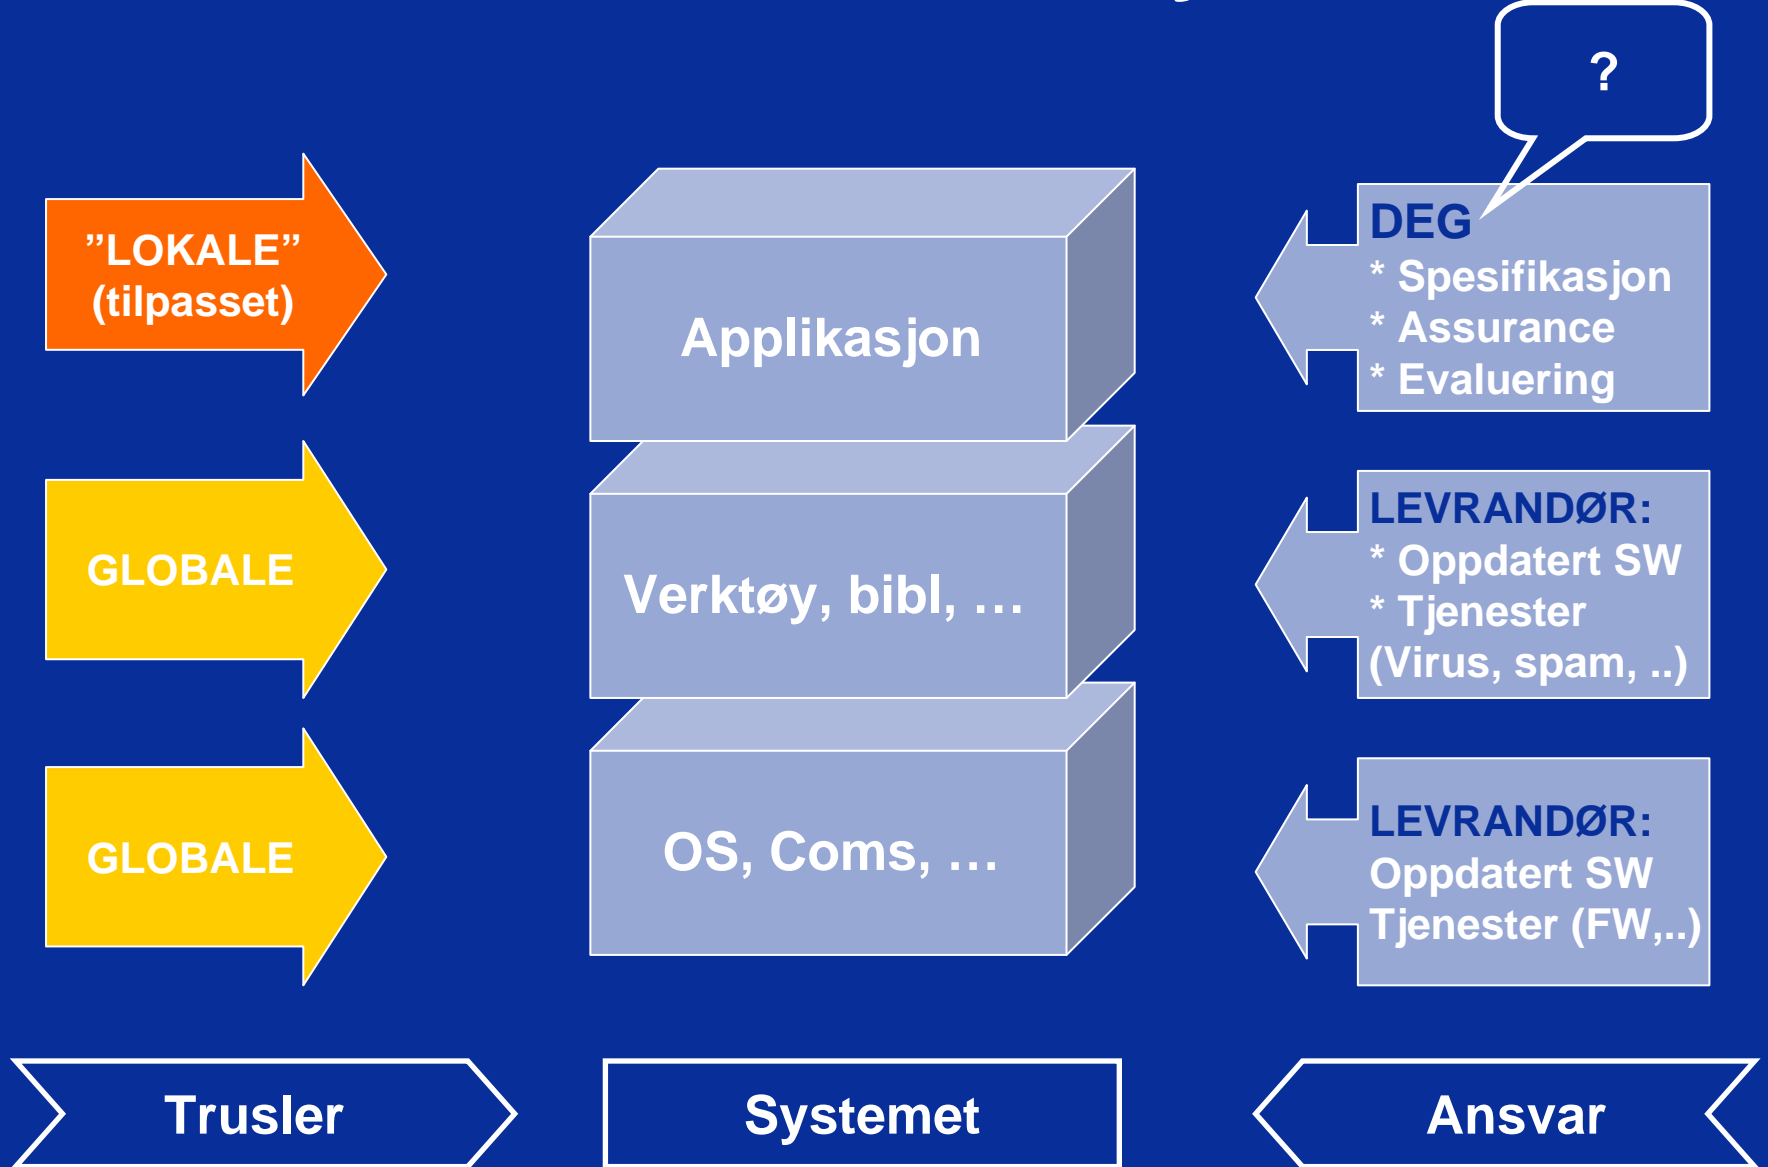 ?
”LOKALE”
(tilpasset)
Applikasjon
DEG
* Spesifikasjon
* Assurance
* Evaluering
GLOBALE
Verktøy, bibl, …
LEVRANDØR:
* Oppdatert SW
* Tjenester
(Virus, spam, ..)
GLOBALE
OS, Coms, …
LEVRANDØR:
Oppdatert SW
Tjenester (FW,..)
Trusler
Systemet
Ansvar